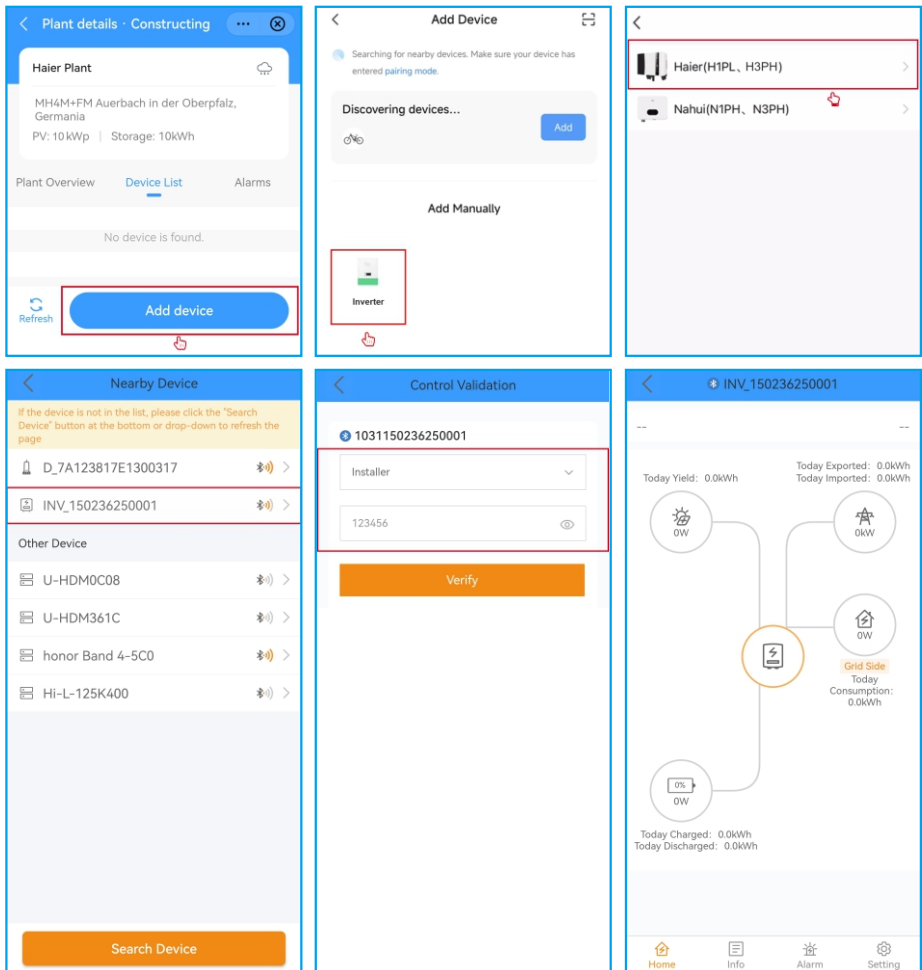 Plant details · Constructing
Haier Plant
MH4M+FM Auerbach in der Oberpfalz,
Germania
PV: 10 kWp | Storage: 10kWh
Plant Overview
Device List
Alarms
No device is found.
Refresh
Add device
Add Device
Searching for nearby devices. Make sure your device has
entered pairing mode.
Discovering devices...
Add
Add Manually
Inverter
Haier(H1PL、H3PH)
Nahui(N1PH、N3PH)
Nearby Device
If the device is not in the list, please click the "Search
Device" button at the bottom or drop-down to refresh the
page
D_7A123817E1300317
INV_150236250001
Other Device
U-HDM0C08
U-HDM361C
honor Band 4-5C0
Hi-L-125K400
Search Device
Control Validation
1031150236250001
Installer
123456
Verify
INV_150236250001
--
--
Today Yield: 0.0kWh
Today Exported: 0.0kWh
Today Imported: 0.0kWh
0W
0kW
0W
Grid Side
Today
Consumption:
0.0kWh
0%
0W
Today Charged: 0.0kWh
Today Discharged: 0.0kWh
Home
Info
Alarm
Setting